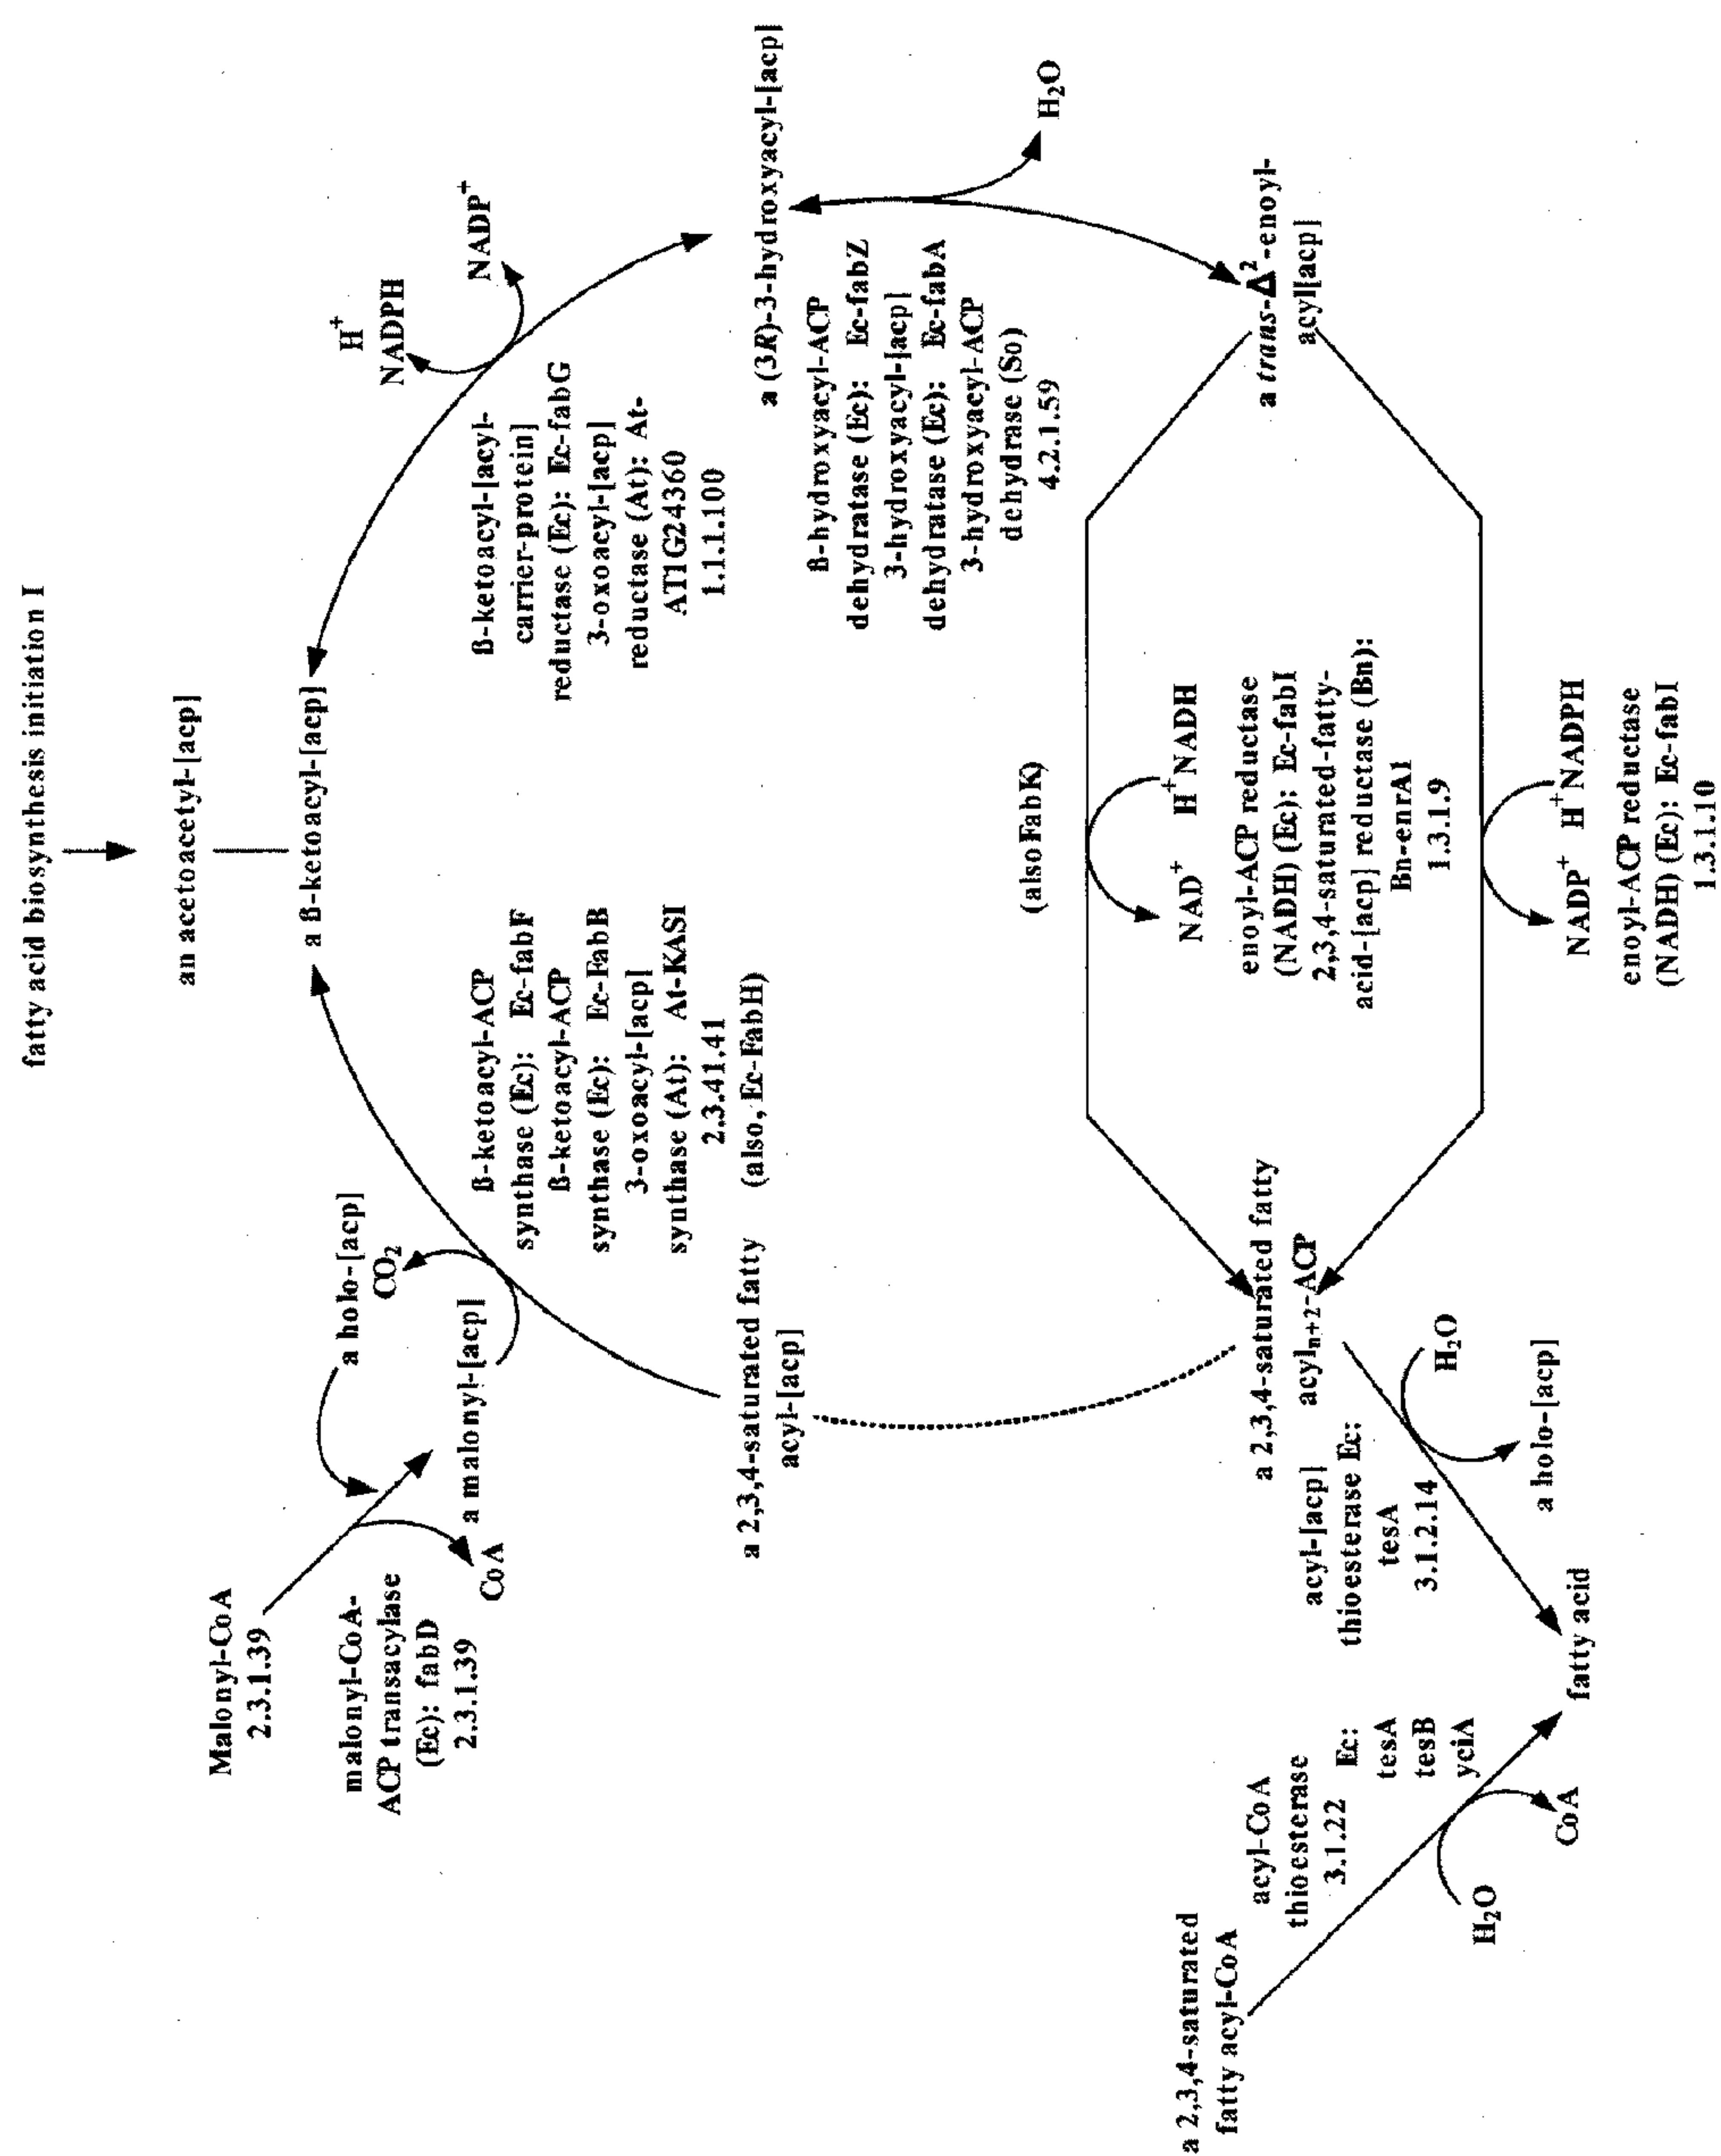 fatty acid biosynthesis initiation I
an acetoacetyl-[acp]
a ß-ketoacyl-[acp]
Malonyl-CoA
2.3.1.39
malonyl-CoA-
ACP transacylase
(Ec): fabD
2.3.1.39
a holo-[acp]
CO2
a malonyl-[acp]
CoA
ß-ketoacyl-ACP
synthase (Ec): Ec-fabF
ß-ketoacyl-ACP
synthase (Ec): Ec-FabB
3-oxoacyl-[acp]
synthase (At): At-KASI
2.3.41.41
(also, Ec-FabH)
H+
NADPH
NADP+
ß-ketoacyl-[acyl-
carrier-protein]
reductase (Ec): Ec-fabG
3-oxoacyl-[acp]
reductase (At): At-
AT1G24360
1.1.1.100
a 2,3,4-saturated fatty
acyl-[acp]
a (3R)-3-hydroxyacyl-[acp]
ß-hydroxyacyl-ACP
dehydratase (Ec): Ec-fabZ
3-hydroxyacyl-[acp]
dehydratase (Ec): Ec-fabA
3-hydroxyacyl-ACP
dehydrase (So)
4.2.1.59
H2O
(also FabK)
NAD+ H+ NADH
enoyl-ACP reductase
(NADH) (Ec): Ec-fabI
2,3,4-saturated-fatty-
acid-[acp] reductase (Bn):
Bn-enrA1
1.3.1.9
a trans-Δ2-enoyl-
acyl[acp]
a 2,3,4-saturated fatty
acyln+2-ACP
NADP+ H+ NADPH
enoyl-ACP reductase
(NADH) (Ec): Ec-fabI
1.3.1.10
acyl-[acp]
thioesterase Ec:
tesA
3.1.2.14
H2O
a holo-[acp]
fatty acid
a 2,3,4-saturated
fatty acyl-CoA
acyl-CoA
thioesterase
3.1.22 Ec:
tesA
tesB
yciA
H2O
CoA